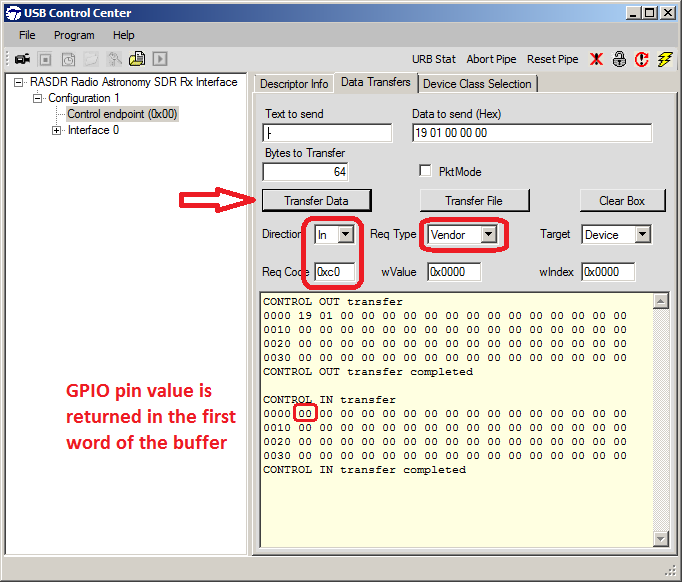 USB Control Center
File Program Help
URB Stat Abort Pipe Reset Pipe
RASDR Radio Astronomy SDR Rx Interface
Configuration 1
Control endpoint (0x00)
Interface 0
Descriptor Info Data Transfers Device Class Selection
Text to send Data to send (Hex)
19 01 00 00 00
Bytes to Transfer
64 PktMode
Transfer Data Transfer File Clear Box
Direction In Req Type Vendor Target Device
Req Code 0xc0 wValue 0x0000 wIndex 0x0000
CONTROL OUT transfer
0000 19 01 00 00 00 00 00 00 00 00 00 00 00 00 00 00
0010 00 00 00 00 00 00 00 00 00 00 00 00 00 00 00 00
0020 00 00 00 00 00 00 00 00 00 00 00 00 00 00 00 00
0030 00 00 00 00 00 00 00 00 00 00 00 00 00 00 00 00
CONTROL OUT transfer completed
CONTROL IN transfer
0000 00 00 00 00 00 00 00 00 00 00 00 00 00 00 00 00
0010 00 00 00 00 00 00 00 00 00 00 00 00 00 00 00 00
0020 00 00 00 00 00 00 00 00 00 00 00 00 00 00 00 00
0030 00 00 00 00 00 00 00 00 00 00 00 00 00 00 00 00
CONTROL IN transfer completed
GPIO pin value is
returned in the first
word of the buffer